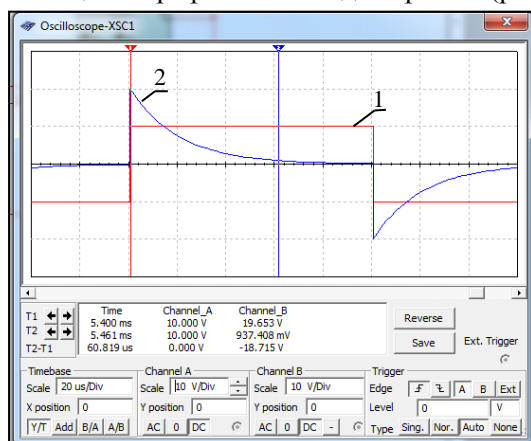 Oscilloscope-XSC1
1
2
2
1
Time Channel_A Channel_B
T1 5.400 ms 10.000 V 19.653 V
T2 5.461 ms 10.000 V 937.408 mV
T2-T1 60.819 us 0.000 V -18.715 V
Reverse
Save
Ext. Trigger
Timebase
Scale 20 us/Div
X position 0
Y/T Add B/A A/B
Channel A
Scale 10 V/Div
Y position 0
AC 0 DC
Channel B
Scale 10 V/Div
Y position 0
AC 0 DC -
Trigger
Edge A B Ext
Level 0 V
Type Sing. Nor. Auto None